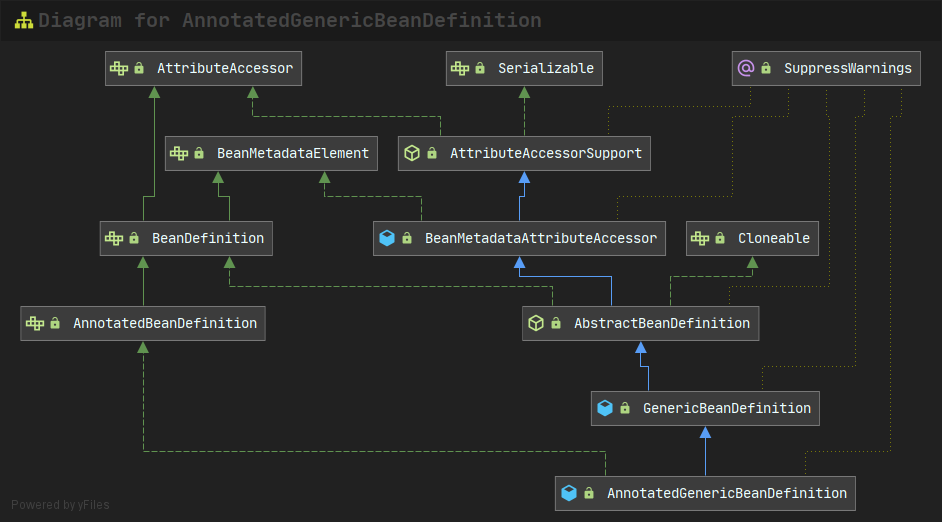 Diagram for AnnotatedGenericBeanDefinition
AttributeAccessor
Serializable
@ SuppressWarnings
BeanMetadataElement
AttributeAccessorSupport
BeanDefinition
BeanMetadataAttributeAccessor
Cloneable
AnnotatedBeanDefinition
AbstractBeanDefinition
GenericBeanDefinition
AnnotatedGenericBeanDefinition
Powered by yFiles